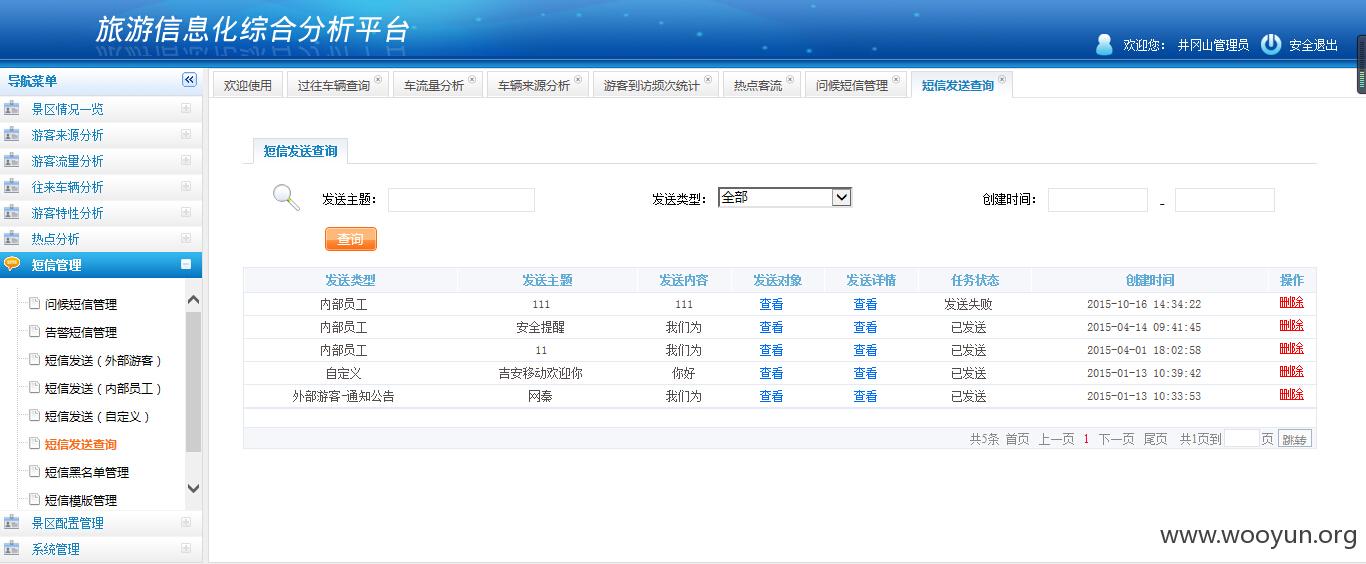 旅游信息化综合分析平台
欢迎您： 井冈山管理员 安全退出
导航菜单
景区情况一览
游客来源分析
游客流量分析
往来车辆分析
游客特性分析
热点分析
短信管理
问候短信管理
告警短信管理
短信发送（外部游客）
短信发送（内部员工）
短信发送（自定义）
短信发送查询
短信黑名单管理
短信模版管理
景区配置管理
系统管理
欢迎使用 过往车辆查询 车流量分析 车辆来源分析 游客到访频次统计 热点客流 问候短信管理 短信发送查询
短信发送查询
发送主题： 发送类型： 全部 创建时间： -
查询
发送类型 发送主题 发送内容 发送对象 发送详情 任务状态 创建时间 操作
内部员工 111 111 查看 查看 发送失败 2015-10-16 14:34:22 删除
内部员工 安全提醒 我们为 查看 查看 已发送 2015-04-14 09:41:45 删除
内部员工 11 我们为 查看 查看 已发送 2015-04-01 18:02:58 删除
自定义 吉安移动欢迎你 你好 查看 查看 已发送 2015-01-13 10:39:42 删除
外部游客-通知公告 网秦 我们为 查看 查看 已发送 2015-01-13 10:33:53 删除
共5条 首页 上一页 1 下一页 尾页 共1页到 页 跳转
www.wooyun.org